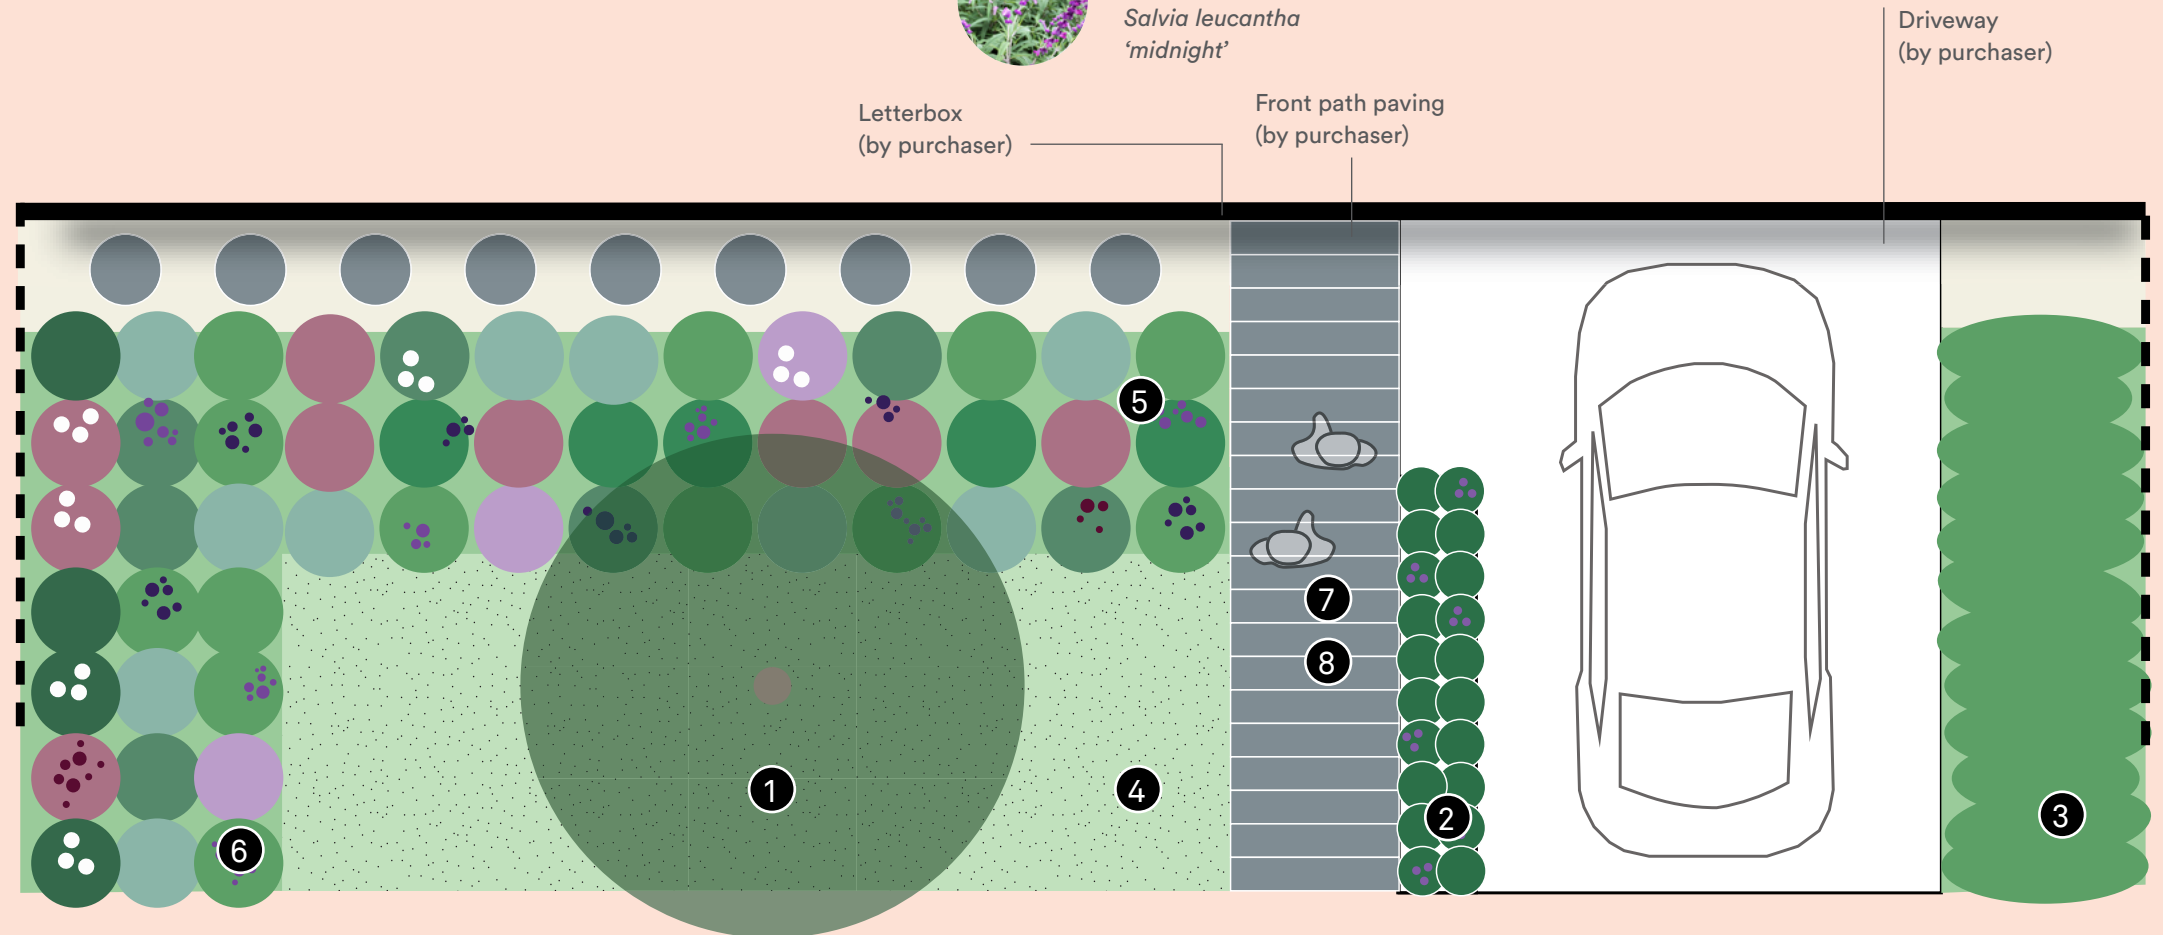 Salvia leucantha
‘midnight’
Driveway
(by purchaser)
Letterbox
(by purchaser)
Front path paving
(by purchaser)
5
7
8
1
4
2
3
6